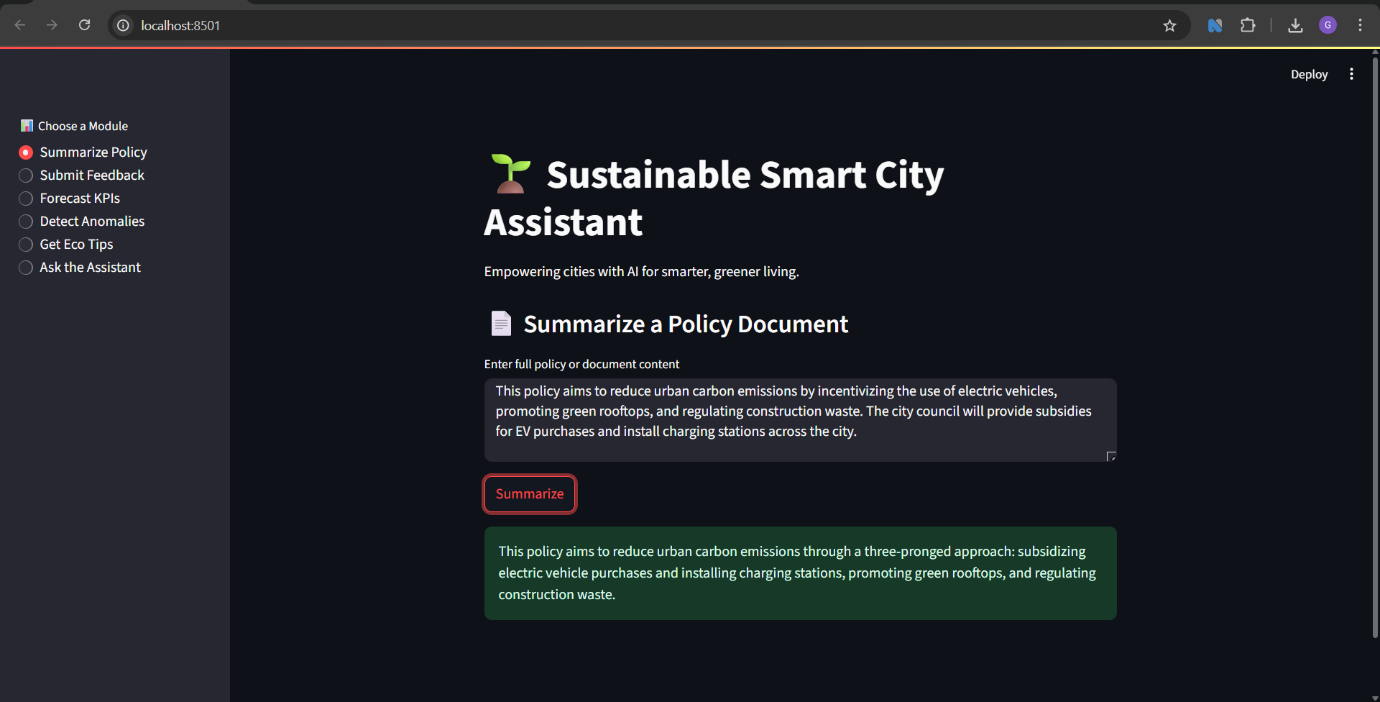 localhost:8501
G
Deploy
Choose a Module
Summarize Policy
Submit Feedback
Forecast KPIs
Detect Anomalies
Get Eco Tips
Ask the Assistant
Sustainable Smart City
Assistant
Empowering cities with AI for smarter, greener living.
Summarize a Policy Document
Enter full policy or document content
This policy aims to reduce urban carbon emissions by incentivizing the use of electric vehicles,
promoting green rooftops, and regulating construction waste. The city council will provide subsidies
for EV purchases and install charging stations across the city.
Summarize
This policy aims to reduce urban carbon emissions through a three-pronged approach: subsidizing
electric vehicle purchases and installing charging stations, promoting green rooftops, and regulating
construction waste.